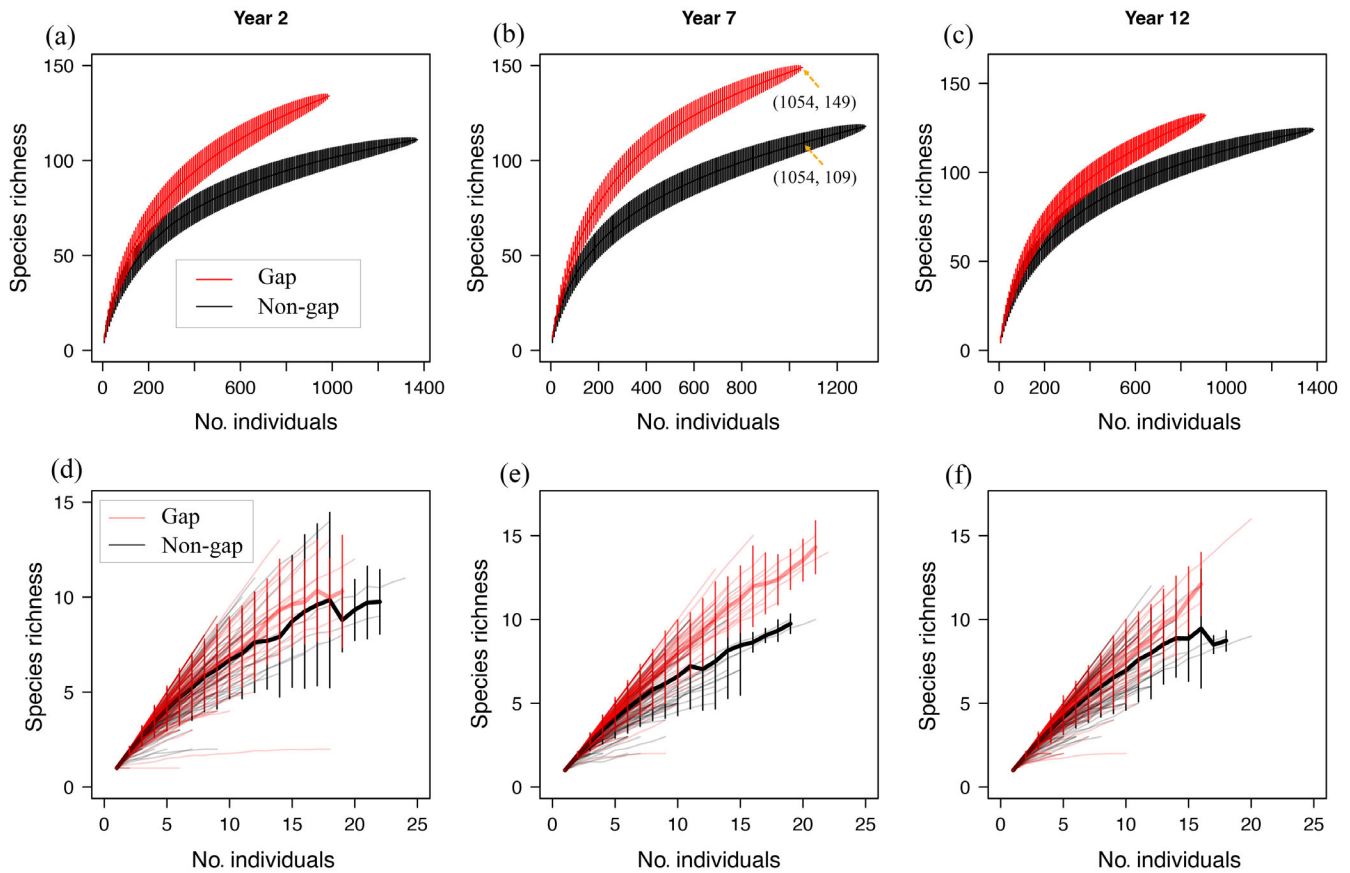 Year 2
Year 7
Year 12
(a)
(b)
(c)
Species richness
150
100
50
0
Gap
Non-gap
0 200 600 1000 1400
No. individuals
Species richness
150
100
50
0
(1054, 149)
(1054, 109)
0 200 400 600 800 1200
No. individuals
Species richness
150
100
50
0
0 200 600 1000 1400
No. individuals
(d)
(e)
(f)
Species richness
15
10
5
0
Gap
Non-gap
0 5 10 15 20 25
No. individuals
Species richness
15
10
5
0
0 5 10 15 20 25
No. individuals
Species richness
15
10
5
0
0 5 10 15 20 25
No. individuals